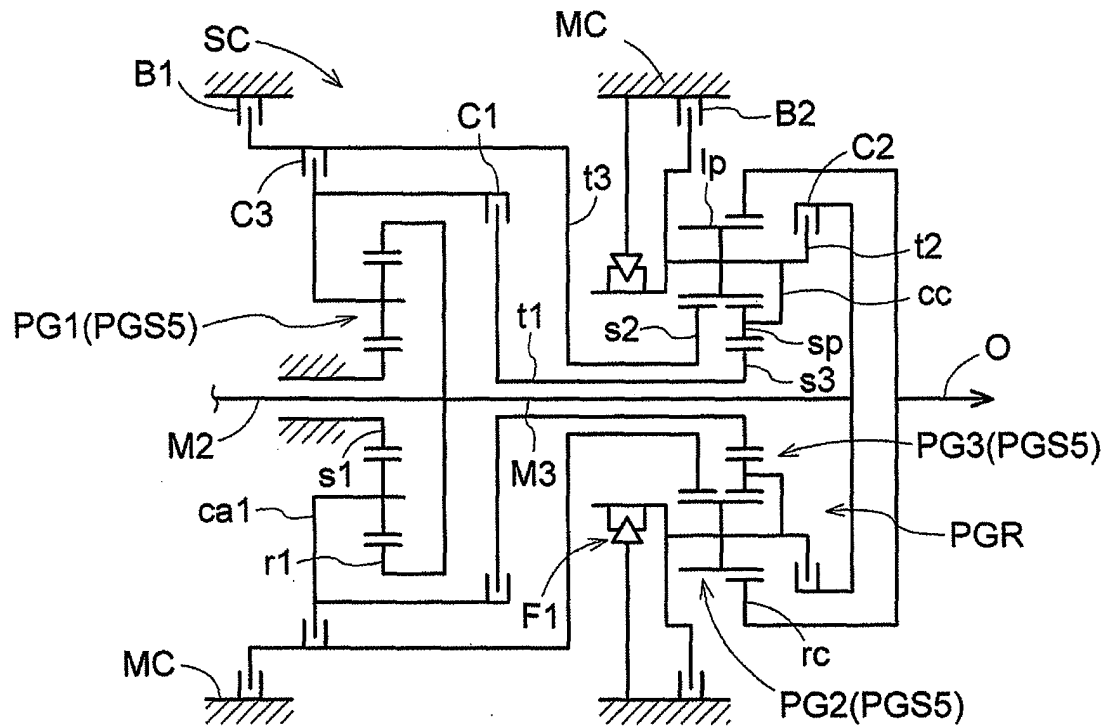 SC
MC
B1
C1
B2
lp
C2
C3
t3
t2
cc
PG1(PGS5)
t1
s2
sp
O
s3
M2
s1
M3
PG3(PGS5)
ca1
r1
PGR
F1
rc
MC
PG2(PGS5)